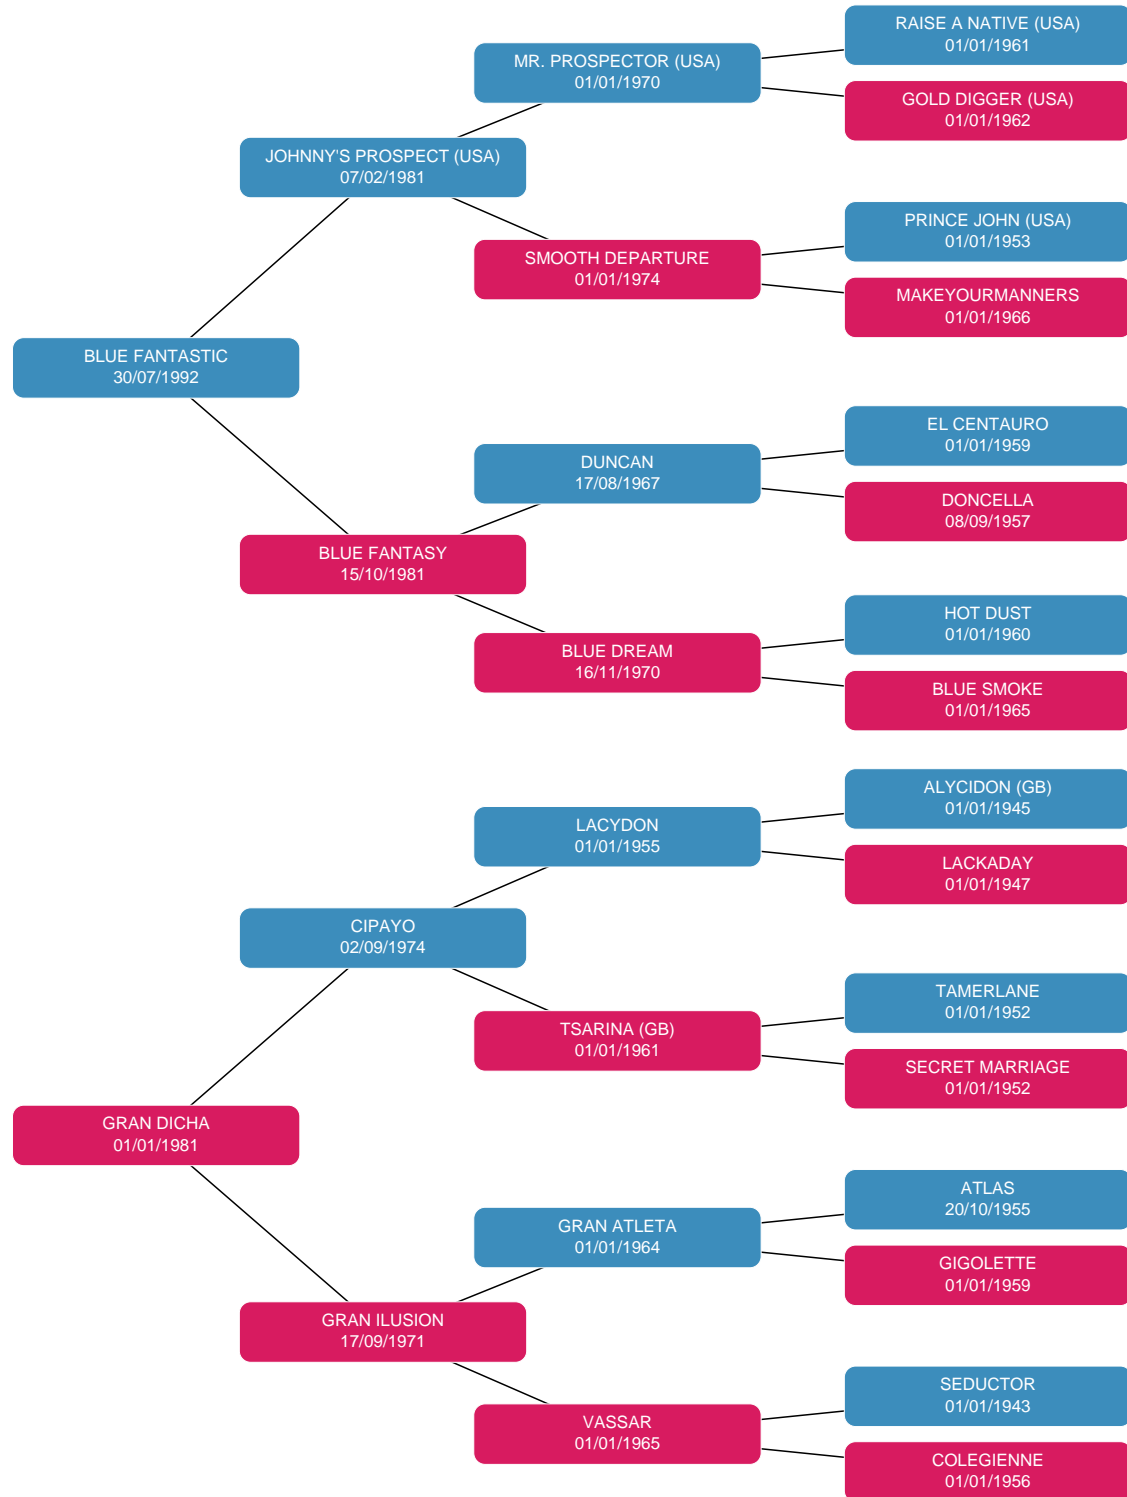 RAISE A NATIVE (USA)
01/01/1961
MR. PROSPECTOR (USA)
01/01/1970
GOLD DIGGER (USA)
01/01/1962
JOHNNY'S PROSPECT (USA)
07/02/1981
PRINCE JOHN (USA)
01/01/1953
SMOOTH DEPARTURE
01/01/1974
MAKEYOURMANNERS
01/01/1966
BLUE FANTASTIC
30/07/1992
EL CENTAURO
01/01/1959
DUNCAN
17/08/1967
DONCELLA
08/09/1957
BLUE FANTASY
15/10/1981
HOT DUST
01/01/1960
BLUE DREAM
16/11/1970
BLUE SMOKE
01/01/1965
ALYCIDON (GB)
01/01/1945
LACYDON
01/01/1955
LACKADAY
01/01/1947
CIPAYO
02/09/1974
TAMERLANE
01/01/1952
TSARINA (GB)
01/01/1961
SECRET MARRIAGE
01/01/1952
GRAN DICHA
01/01/1981
ATLAS
20/10/1955
GRAN ATLETA
01/01/1964
GIGOLETTE
01/01/1959
GRAN ILUSION
17/09/1971
SEDUCTOR
01/01/1943
VASSAR
01/01/1965
COLEGIENNE
01/01/1956